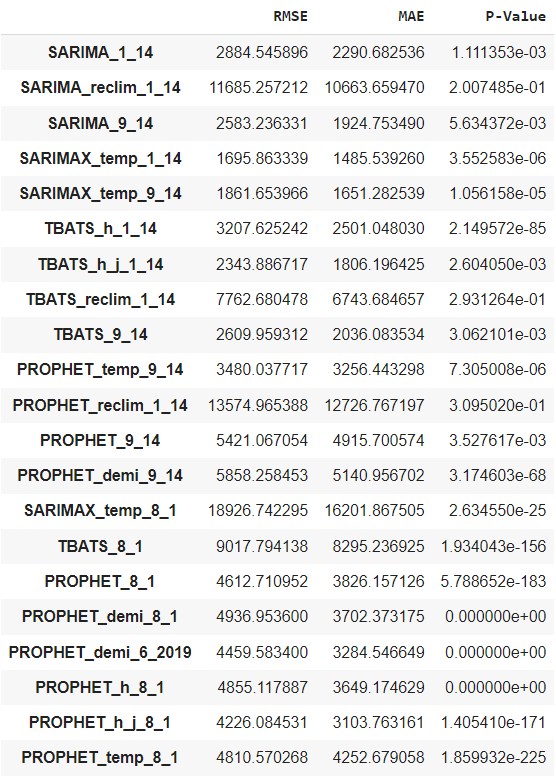 RMSE MAE P-Value
SARIMA_1_14 2884.545896 2290.682536 1.111353e-03
SARIMA_reclim_1_14 11685.257212 10663.659470 2.007485e-01
SARIMA_9_14 2583.236331 1924.753490 5.634372e-03
SARIMAX_temp_1_14 1695.863339 1485.539260 3.552583e-06
SARIMAX_temp_9_14 1861.653966 1651.282539 1.056158e-05
TBATS_h_1_14 3207.625242 2501.048030 2.149572e-85
TBATS_h_j_1_14 2343.886717 1806.196425 2.604050e-03
TBATS_reclim_1_14 7762.680478 6743.684657 2.931264e-01
TBATS_9_14 2609.959312 2036.083534 3.062101e-03
PROPHET_temp_9_14 3480.037717 3256.443298 7.305008e-06
PROPHET_reclim_1_14 13574.965388 12726.767197 3.095020e-01
PROPHET_9_14 5421.067054 4915.700574 3.527617e-03
PROPHET_demi_9_14 5858.258453 5140.956702 3.174603e-68
SARIMAX_temp_8_1 18926.742295 16201.867505 2.634550e-25
TBATS_8_1 9017.794138 8295.236925 1.934043e-156
PROPHET_8_1 4612.710952 3826.157126 5.788652e-183
PROPHET_demi_8_1 4936.953600 3702.373175 0.000000e+00
PROPHET_demi_6_2019 4459.583400 3284.546649 0.000000e+00
PROPHET_h_8_1 4855.117887 3649.174629 0.000000e+00
PROPHET_h_j_8_1 4226.084531 3103.763161 1.405410e-171
PROPHET_temp_8_1 4810.570268 4252.679058 1.859932e-225